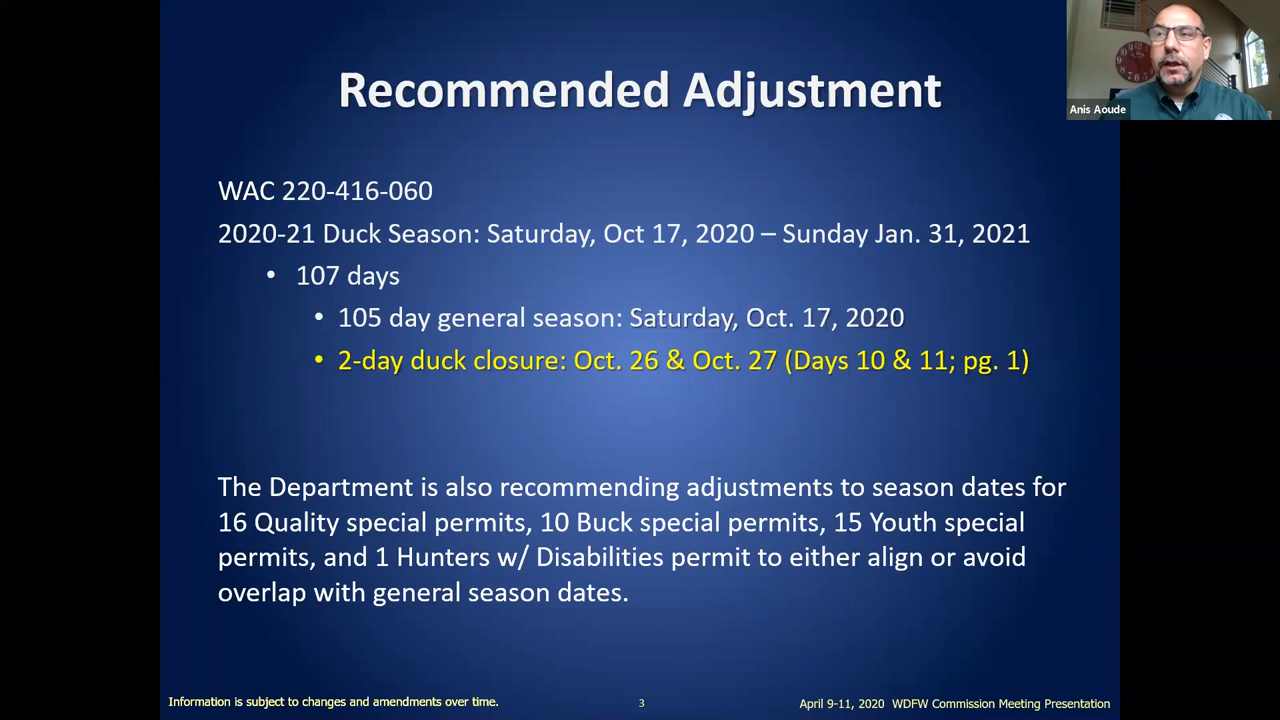 Recommended Adjustment
Anis Aoude
WAC 220-416-060
2020-21 Duck Season: Saturday, Oct 17, 2020 – Sunday Jan. 31, 2021
• 107 days
• 105 day general season: Saturday, Oct. 17, 2020
• 2-day duck closure: Oct. 26 & Oct. 27 (Days 10 & 11; pg. 1)
The Department is also recommending adjustments to season dates for
16 Quality special permits, 10 Buck special permits, 15 Youth special
permits, and 1 Hunters w/ Disabilities permit to either align or avoid
overlap with general season dates.
Information is subject to changes and amendments over time.
3
April 9-11, 2020 WDFW Commission Meeting Presentation